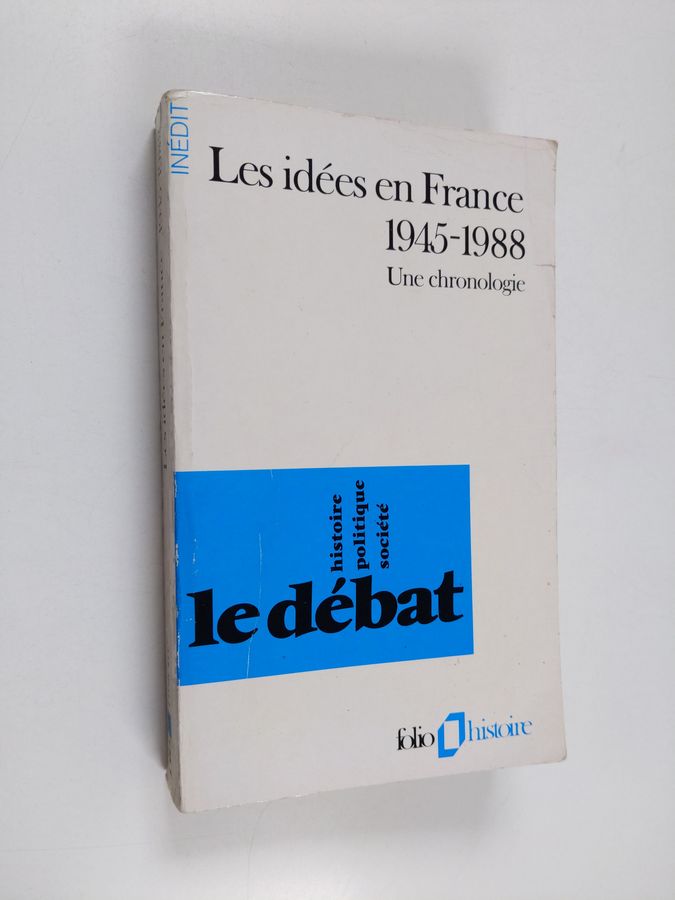 INÉDIT
Les idées en France
1945-1988
Une chronologie
histoire
politique
société
le débat
folio histoire